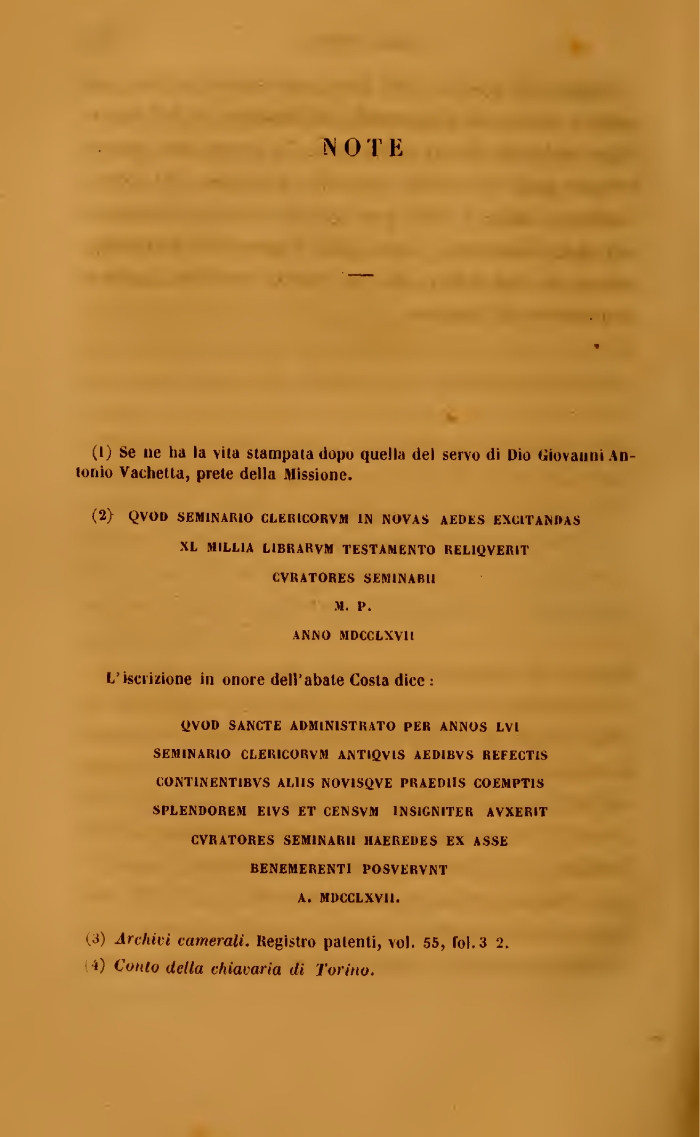 NOTE
(1) Se ne ha la vita stampata dopo quella del servo di Dio Giovanni An-
tonio Vachetta, prete della Missione.
(2) QVOD SEMINARIO CLERICORVM IN NOVAS AEDES EXCITANDAS
XL MILLIA LIBRARVM TESTAMENTO RELIQVERIT
CVRATORES SEMINARII
M. P.
ANNO MDCCLXVII
L'iscrizione in onore dell'abate Costa dice :
QVOD SANCTE ADMINISTRATO PER ANNOS LVI
SEMINARIO CLERICORVM ANTIQVIS AEDIBVS REFECTIS
CONTINENTIBVS ALIIS NOVISQVE PRAEDIIS COEMPTIS
SPLENDOREM EIVS ET CENSVM INSIGNITER AVXERIT
CVRATORES SEMINARII HAEREDES EX ASSE
BENEMERENTI POSVERVNT
A. MDCCLXVII.
(3) Archivi camerali. Registro patenti, vol. 55, fol. 3 2.
(4) Conto della chiavaria di Torino.